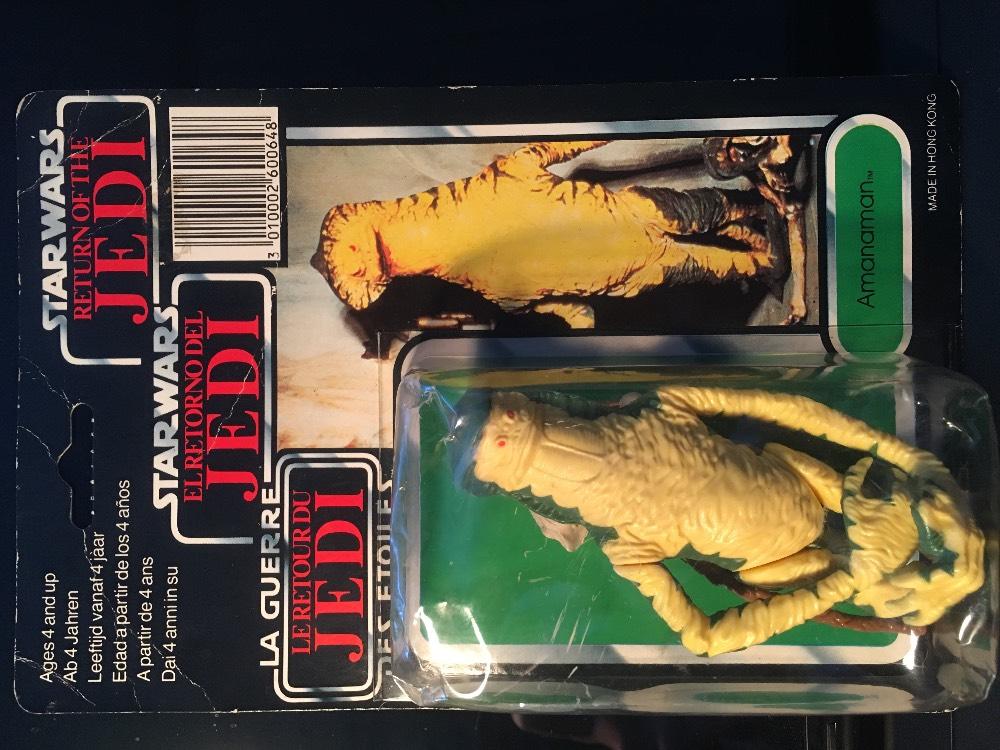 Ages 4 and up
Ab 4 Jahren
Leeftijd vanaf 4 jaar
Edad a partir de los 4 años
A partir de 4 ans
Dai 4 anni in su
STAR WARS
RETURN OF THE
JEDI
STAR WARS
EL RETORNO DEL
JEDI
TM
LA GUERRE
LE RETOUR DU
JEDI
DES ETOILES
3 010002 600648
Amanaman TM
MADE IN HONG KONG